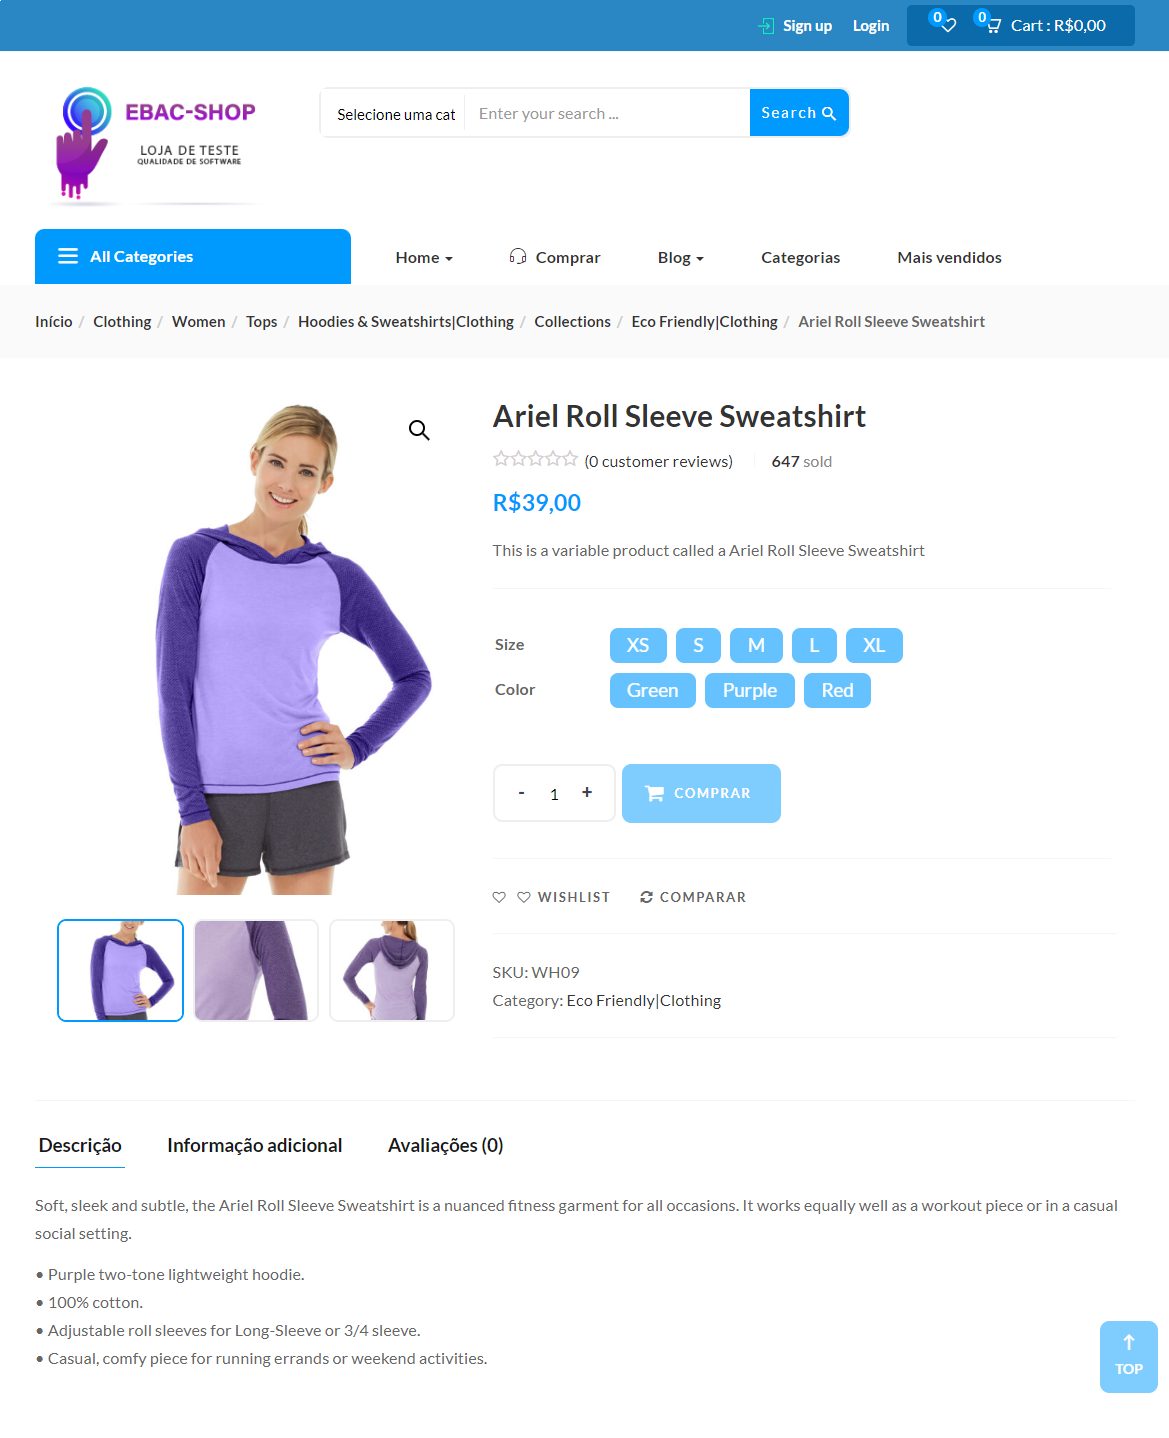 Sign up Login 0 0 Cart : R$0,00
EBAC-SHOP
LOJA DE TESTE
QUALIDADE DE SOFTWARE
Selecione uma cat Enter your search ... Search
All Categories Home Comprar Blog Categorias Mais vendidos
Início / Clothing / Women / Tops / Hoodies & Sweatshirts|Clothing / Collections / Eco Friendly|Clothing / Ariel Roll Sleeve Sweatshirt
Ariel Roll Sleeve Sweatshirt
(0 customer reviews) 647 sold
R$39,00
This is a variable product called a Ariel Roll Sleeve Sweatshirt
Size XS S M L XL
Color Green Purple Red
- 1 + COMPRAR
WISHLIST COMPARAR
SKU: WH09
Category: Eco Friendly|Clothing
Descrição Informação adicional Avaliações (0)
Soft, sleek and subtle, the Ariel Roll Sleeve Sweatshirt is a nuanced fitness garment for all occasions. It works equally well as a workout piece or in a casual
social setting.
• Purple two-tone lightweight hoodie.
• 100% cotton.
• Adjustable roll sleeves for Long-Sleeve or 3/4 sleeve.
• Casual, comfy piece for running errands or weekend activities.
TOP